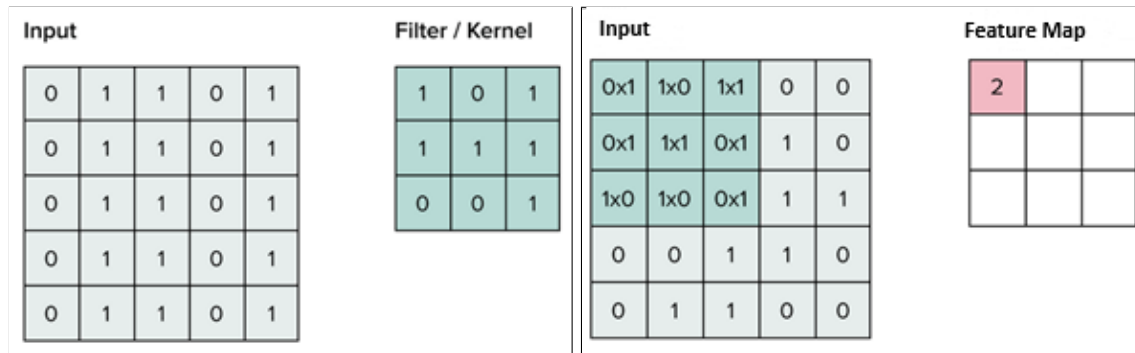 Input
0 1 1 0 1
0 1 1 0 1
0 1 1 0 1
0 1 1 0 1
0 1 1 0 1
Filter / Kernel
1 0 1
1 1 1
0 0 1
Input
0x1 1x0 1x1 0 0
0x1 1x1 0x1 1 0
1x0 1x0 0x1 1 1
0 0 1 1 0
0 1 1 0 0
Feature Map
2